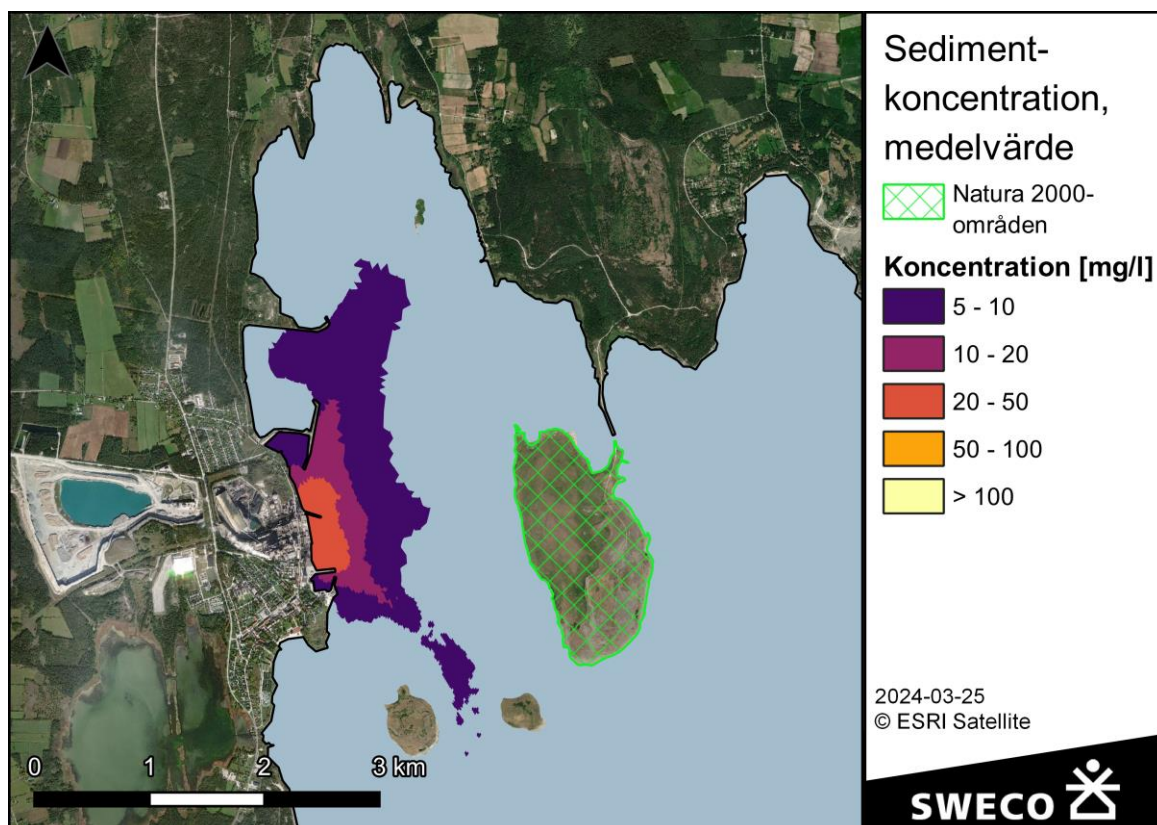 Sediment-
koncentration,
medelvärde
Natura 2000-
områden
Koncentration [mg/l]
5 - 10
10 - 20
20 - 50
50 - 100
> 100
2024-03-25
© ESRI Satellite
0 1 2 3 km
SWECO